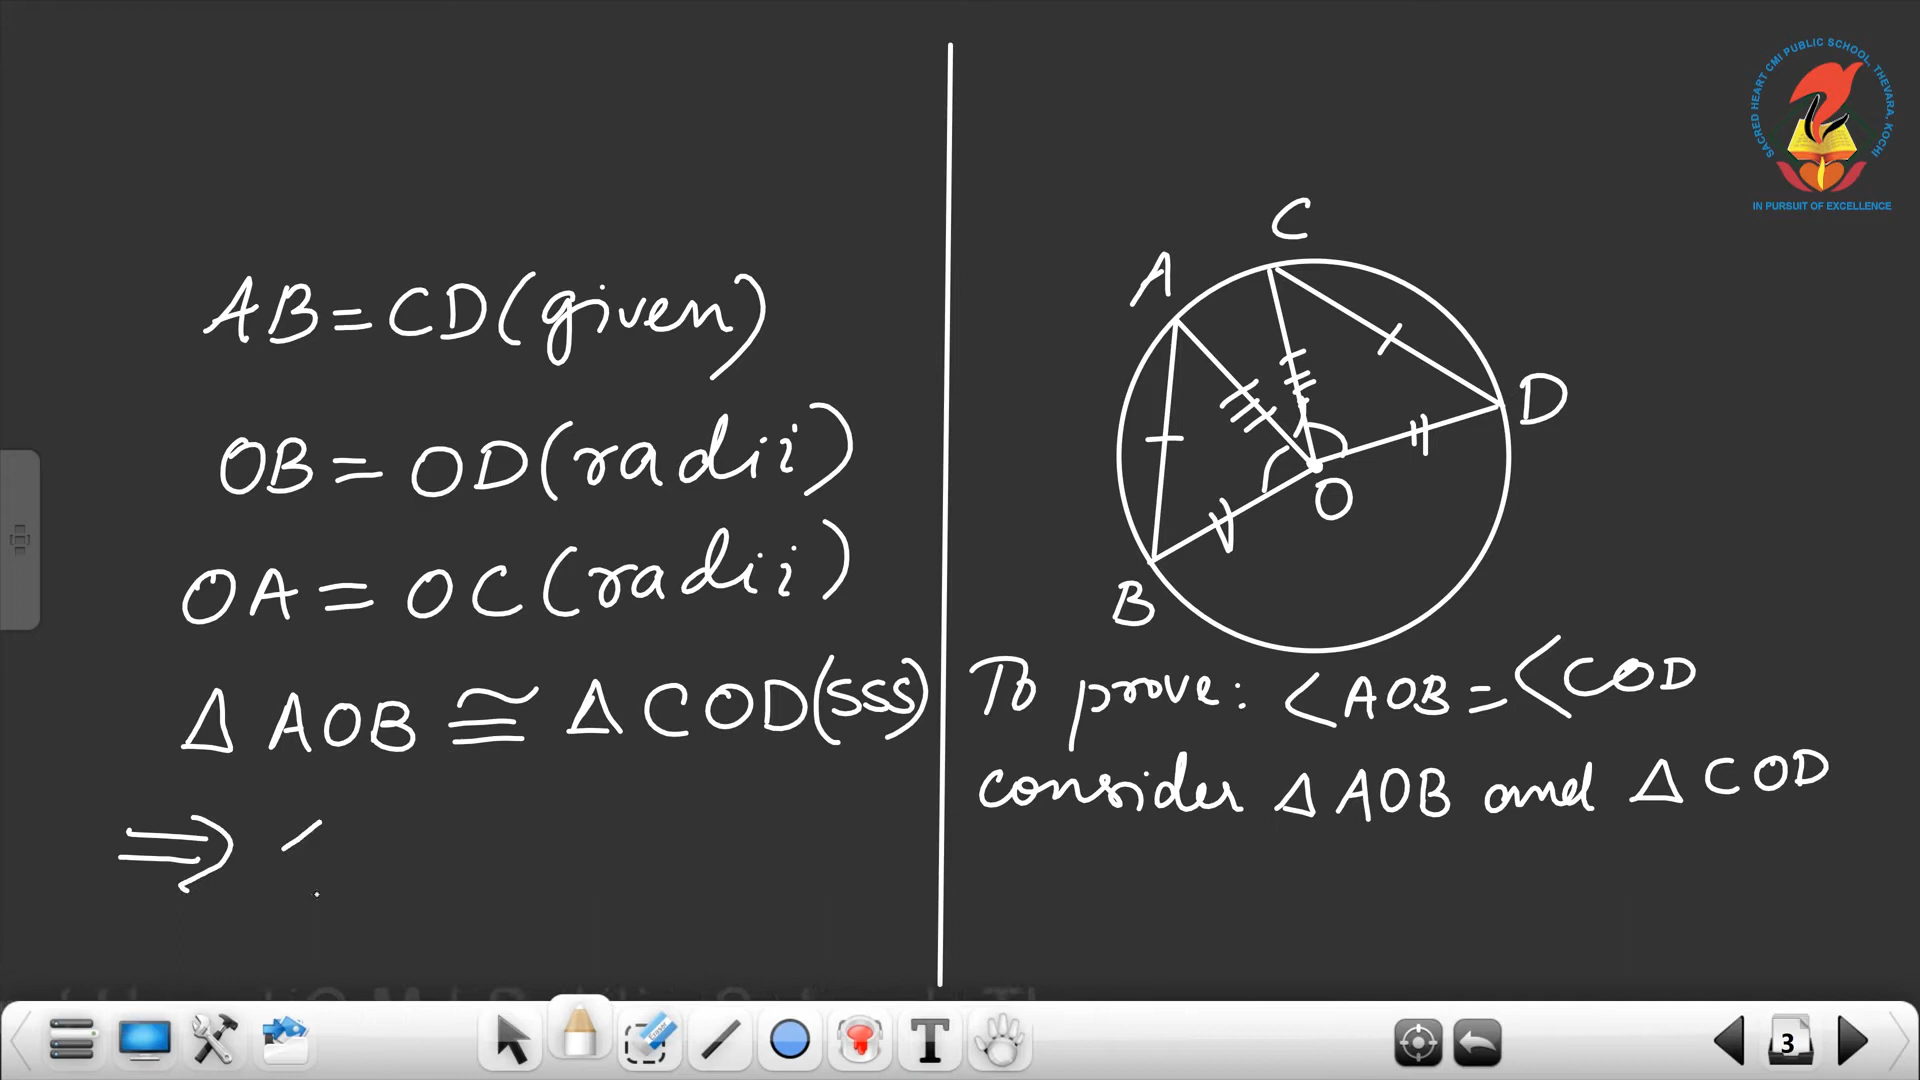 AB = CD (given)
OB = OD (radii)
OA = OC (radii)
Δ AOB ≅ Δ COD (SSS)
⇒ <
C
A
D
O
B
To prove: <AOB = <COD
consider Δ AOB and Δ COD
SACRED HEART CMI PUBLIC SCHOOL, THEVARA, KOCHI
IN PURSUIT OF EXCELLENCE
T
3